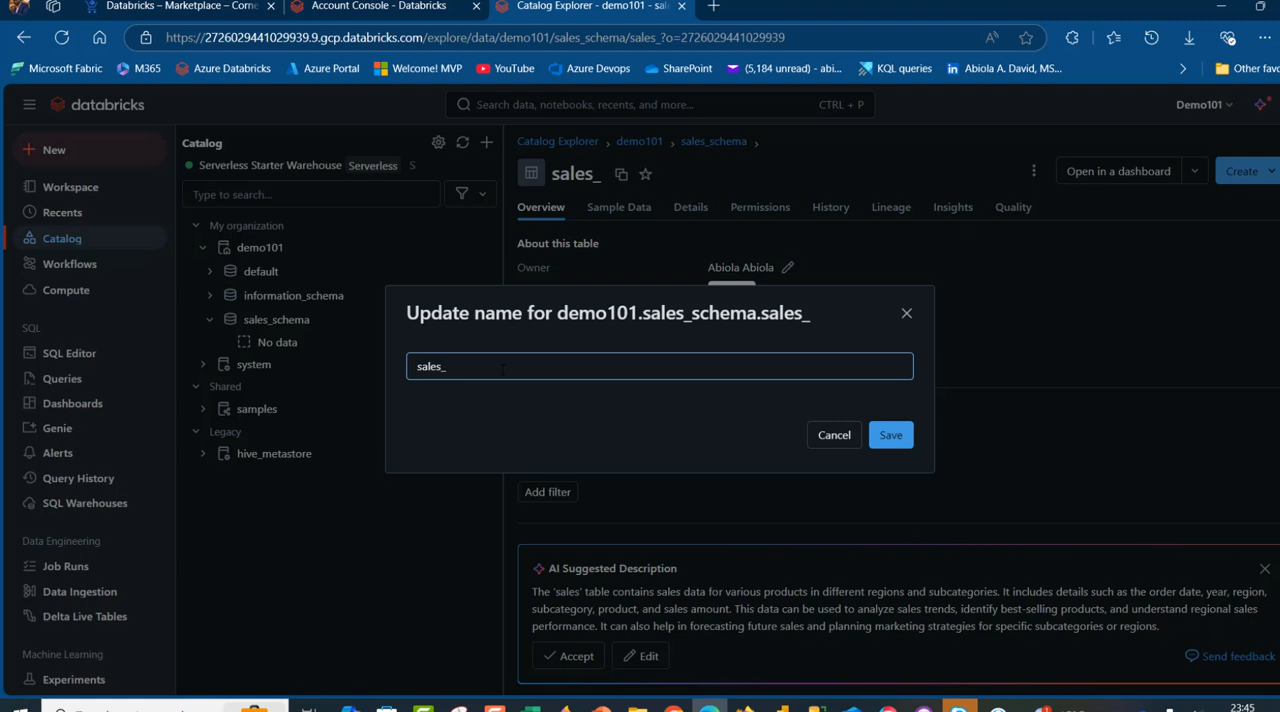 Databricks – Marketplace – Corne
Account Console - Databricks
Catalog Explorer - demo101 - sal
https://2726029441029939.9.gcp.databricks.com/explore/data/demo101/sales_schema/sales_?o=2726029441029939
Microsoft Fabric
M365
Azure Databricks
Azure Portal
Welcome! MVP
YouTube
Azure Devops
SharePoint
(5,184 unread) - abi...
KQL queries
Abiola A. David, MS...
Other favo
databricks
Search data, notebooks, recents, and more...
CTRL + P
Demo101
New
Workspace
Recents
Catalog
Workflows
Compute
SQL
SQL Editor
Queries
Dashboards
Genie
Alerts
Query History
SQL Warehouses
Data Engineering
Job Runs
Data Ingestion
Delta Live Tables
Machine Learning
Experiments
Catalog
Serverless Starter Warehouse Serverless S
Type to search...
My organization
demo101
default
information_schema
sales_schema
No data
system
Shared
samples
Legacy
hive_metastore
Catalog Explorer > demo101 > sales_schema >
sales_
Open in a dashboard
Create
Overview
Sample Data
Details
Permissions
History
Lineage
Insights
Quality
About this table
Owner
Abiola Abiola
Update name for demo101.sales_schema.sales_
sales_
Cancel
Save
Add filter
AI Suggested Description
The 'sales' table contains sales data for various products in different regions and subcategories. It includes details such as the order date, year, region,
subcategory, product, and sales amount. This data can be used to analyze sales trends, identify best-selling products, and understand regional sales
performance. It can also help in forecasting future sales and planning marketing strategies for specific subcategories or regions.
Accept
Edit
Send feedback
23:45